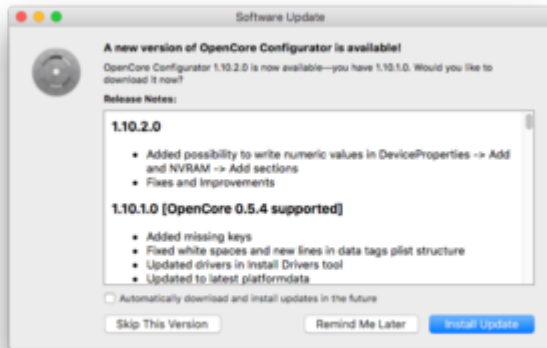 Software Update
A new version of OpenCore Configurator is available!
OpenCore Configurator 1.10.2.0 is now available—you have 1.10.1.0. Would you like to
download it now?
Release Notes:
1.10.2.0
• Added possibility to write numeric values in DeviceProperties -> Add
and NVRAM -> Add sections
• Fixes and Improvements
1.10.1.0 [OpenCore 0.5.4 supported]
• Added missing keys
• Fixed white spaces and new lines in data tags plist structure
• Updated drivers in Install Drivers tool
• Updated to latest platformdata
Automatically download and install updates in the future
Skip This Version
Remind Me Later
Install Update